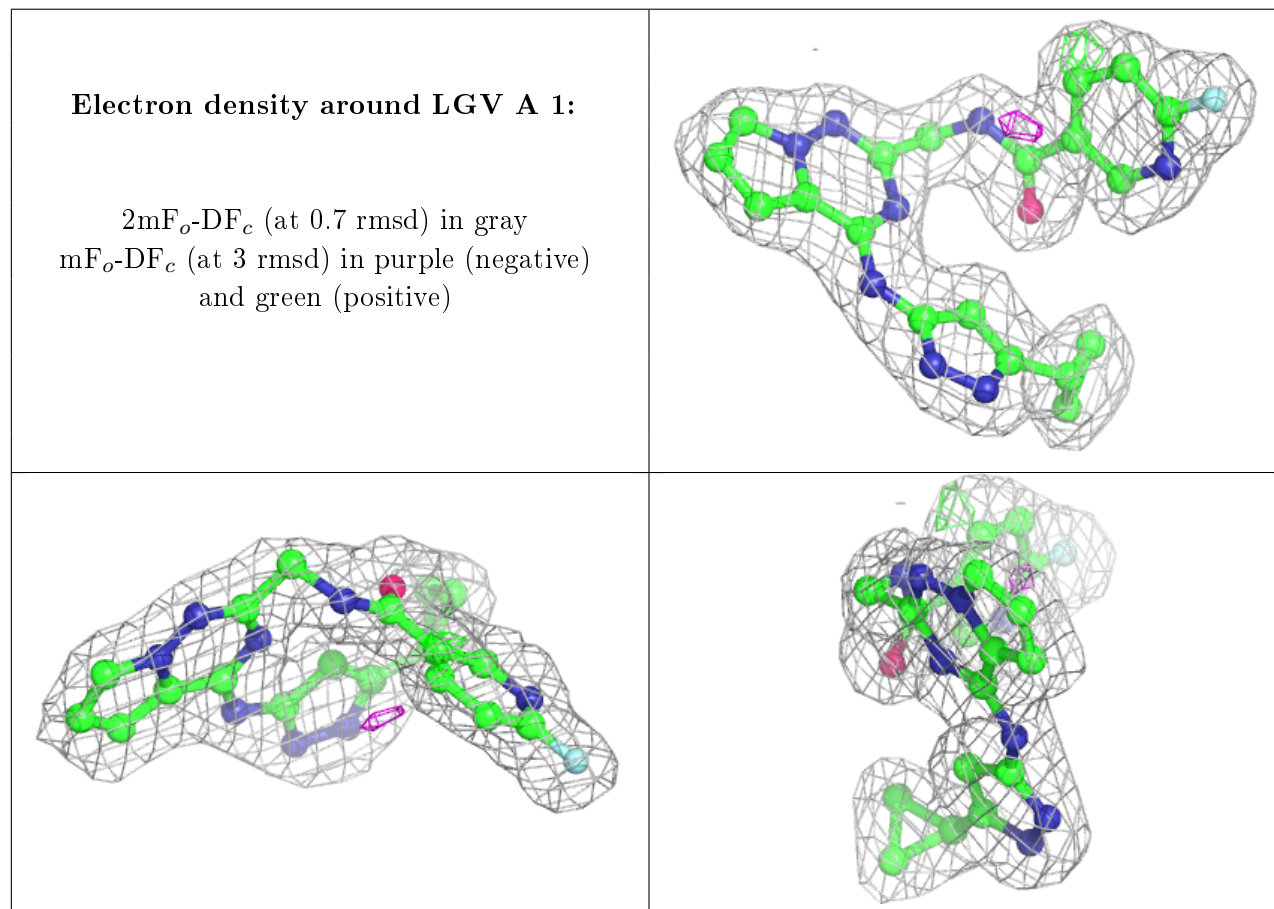 Electron density around LGV A 1:
2mFo-DFc (at 0.7 rmsd) in gray
mFo-DFc (at 3 rmsd) in purple (negative)
and green (positive)